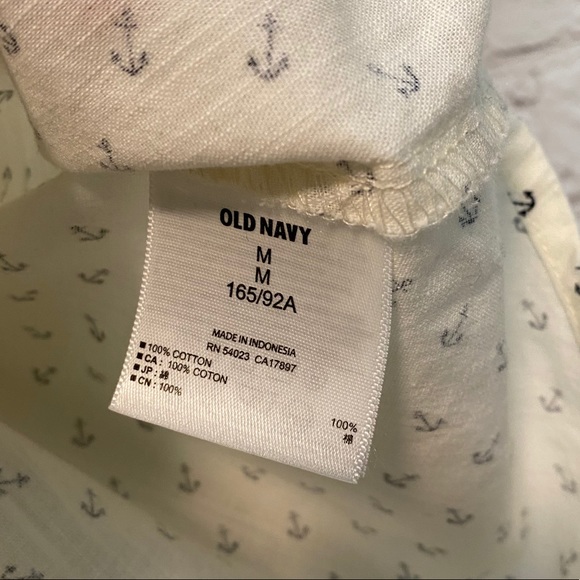 OLD NAVY
M
M
165/92A
MADE IN INDONESIA
RN 54023 CA17897
■ 100% COTTON
■ CA : 100% COTON
■ JP : 綿 100%
■ CN : 100% 棉